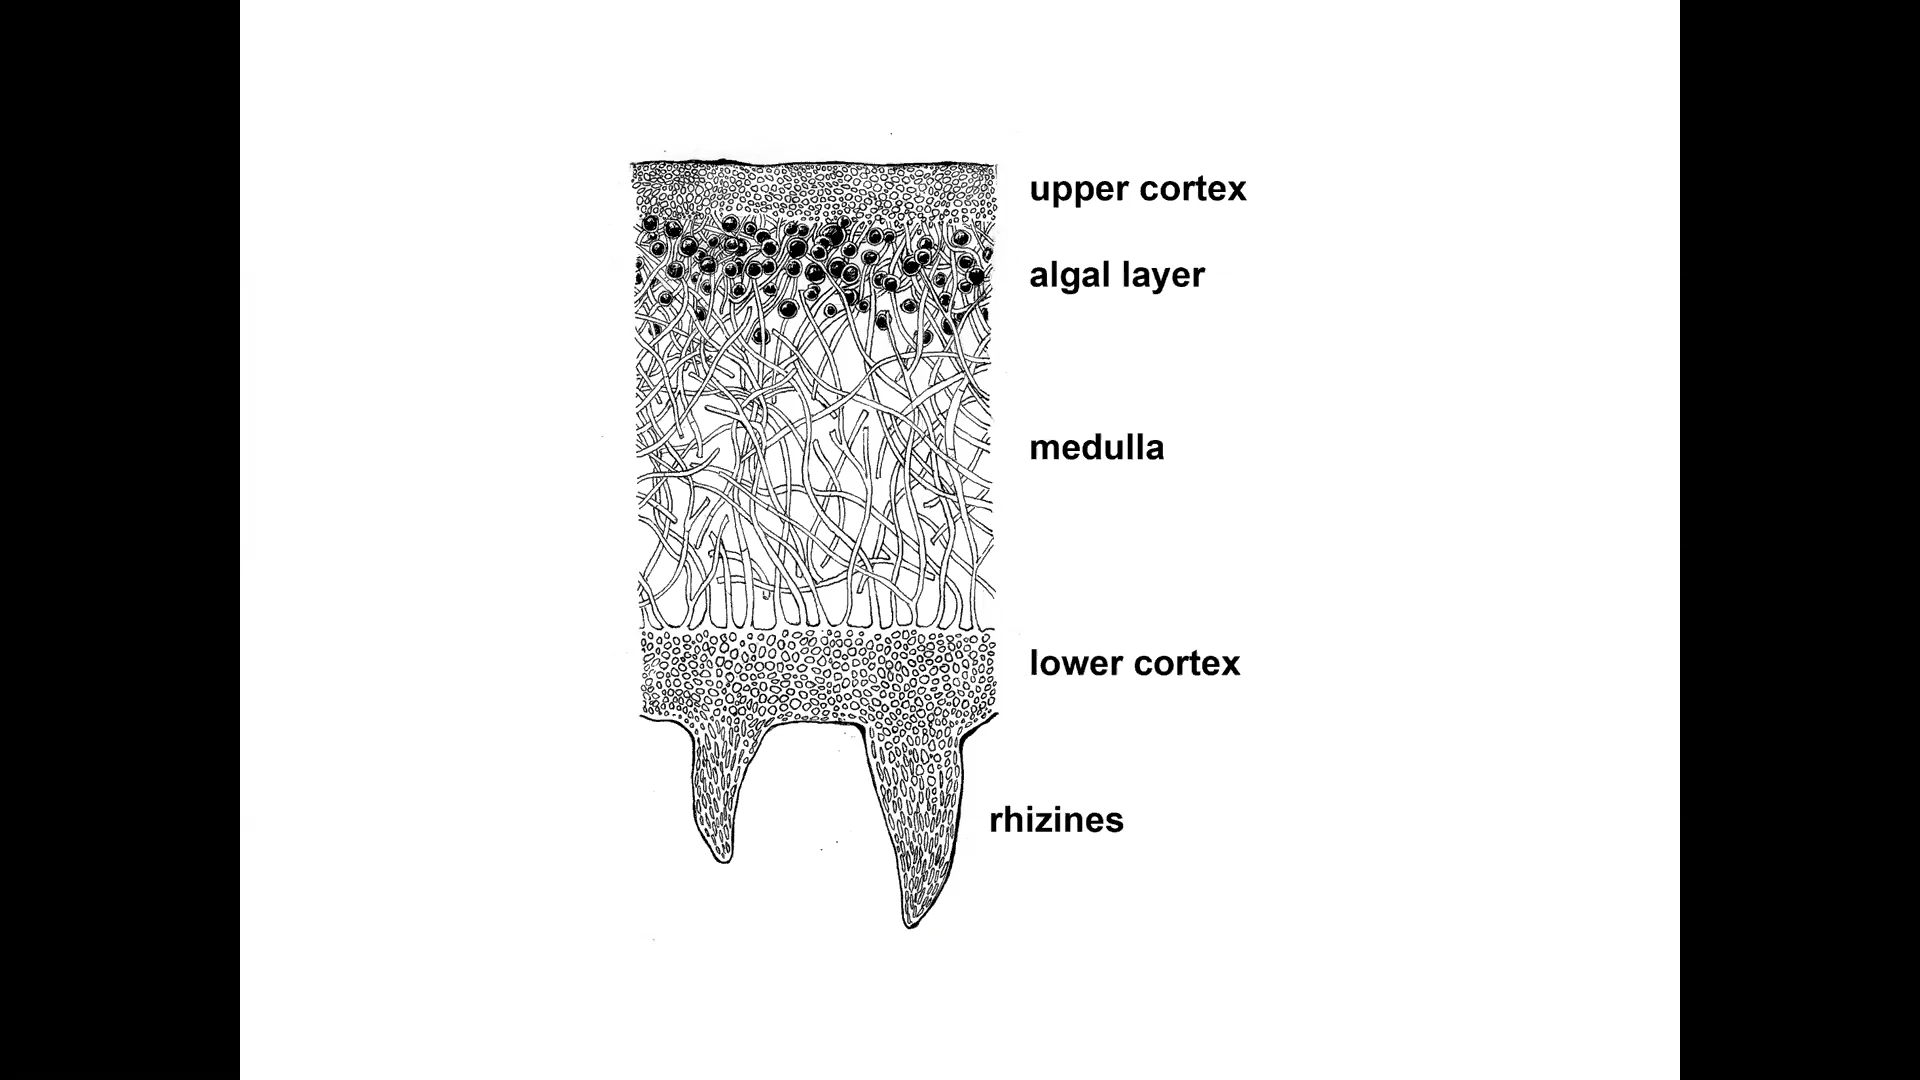 upper cortex
algal layer
medulla
lower cortex
rhizines